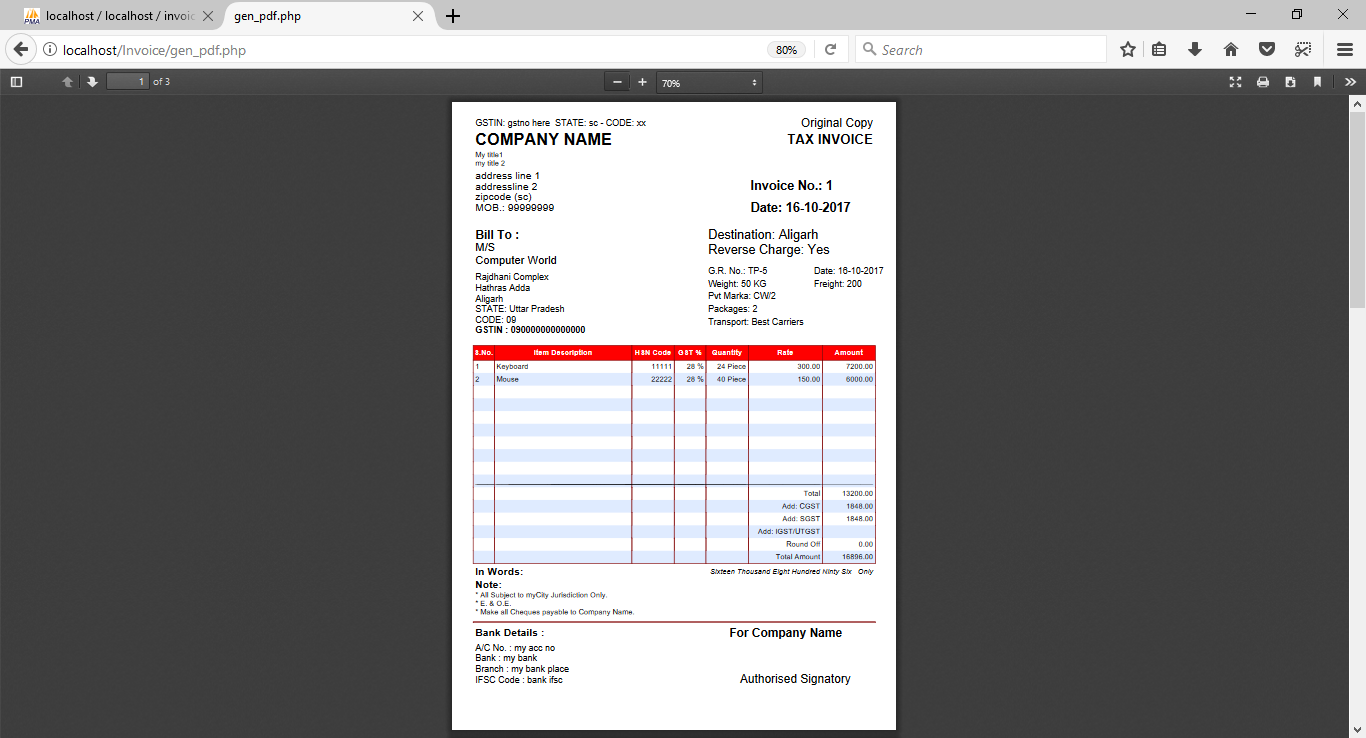 localhost / localhost / invoic
gen_pdf.php
localhost/Invoice/gen_pdf.php
80%
Search
1 of 3
70%
GSTIN: gstno here STATE: sc - CODE: xx
Original Copy
COMPANY NAME
TAX INVOICE
My title1
my title 2
address line 1
addressline 2
zipcode (sc)
MOB.: 99999999
Invoice No.: 1
Date: 16-10-2017
Bill To :
M/S
Computer World
Rajdhani Complex
Hathras Adda
Aligarh
STATE: Uttar Pradesh
CODE: 09
GSTIN : 090000000000000
Destination: Aligarh
Reverse Charge: Yes
G.R. No.: TP-5 Date: 16-10-2017
Weight: 50 KG Freight: 200
Pvt Marka: CW/2
Packages: 2
Transport: Best Carriers
S.No. Item Description HSN Code GST % Quantity Rate Amount
1 Keyboard 11111 28 % 24 Piece 300.00 7200.00
2 Mouse 22222 28 % 40 Piece 150.00 6000.00
Total 13200.00
Add: CGST 1848.00
Add: SGST 1848.00
Add: IGST/UTGST
Round Off 0.00
Total Amount 16896.00
In Words: Sixteen Thousand Eight Hundred Ninty Six Only
Note:
* All Subject to myCity Jurisdiction Only.
* E. & O.E.
* Make all Cheques payable to Company Name.
Bank Details :
A/C No. : my acc no
Bank : my bank
Branch : my bank place
IFSC Code : bank ifsc
For Company Name
Authorised Signatory